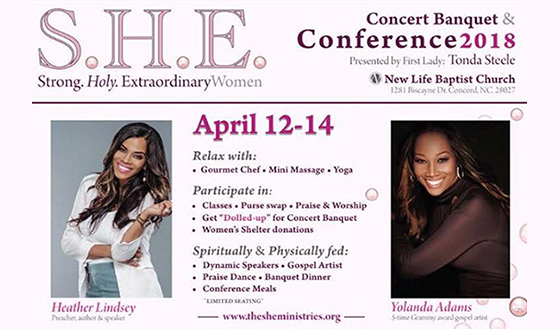 S.H.E.
Strong. Holy. ExtraordinaryWomen
Concert Banquet &
Conference2018
Presented by First Lady: Tonda Steele
New Life Baptist Church
1281 Biscayne Dr. Concord, NC. 28027
April 12-14
Relax with:
• Gourmet Chef • Mini Massage • Yoga
Participate in:
• Classes • Purse swap • Praise & Worship
• Get "Dolled-up" for Concert Banquet
• Women's Shelter donations
Spiritually & Physically fed:
• Dynamic Speakers • Gospel Artist
• Praise Dance • Banquet Dinner
• Conference Meals
*LIMITED SEATING*
www.thesheministries.org
Heather Lindsey
Preacher, author & speaker
Yolanda Adams
5-time Grammy award gospel artist